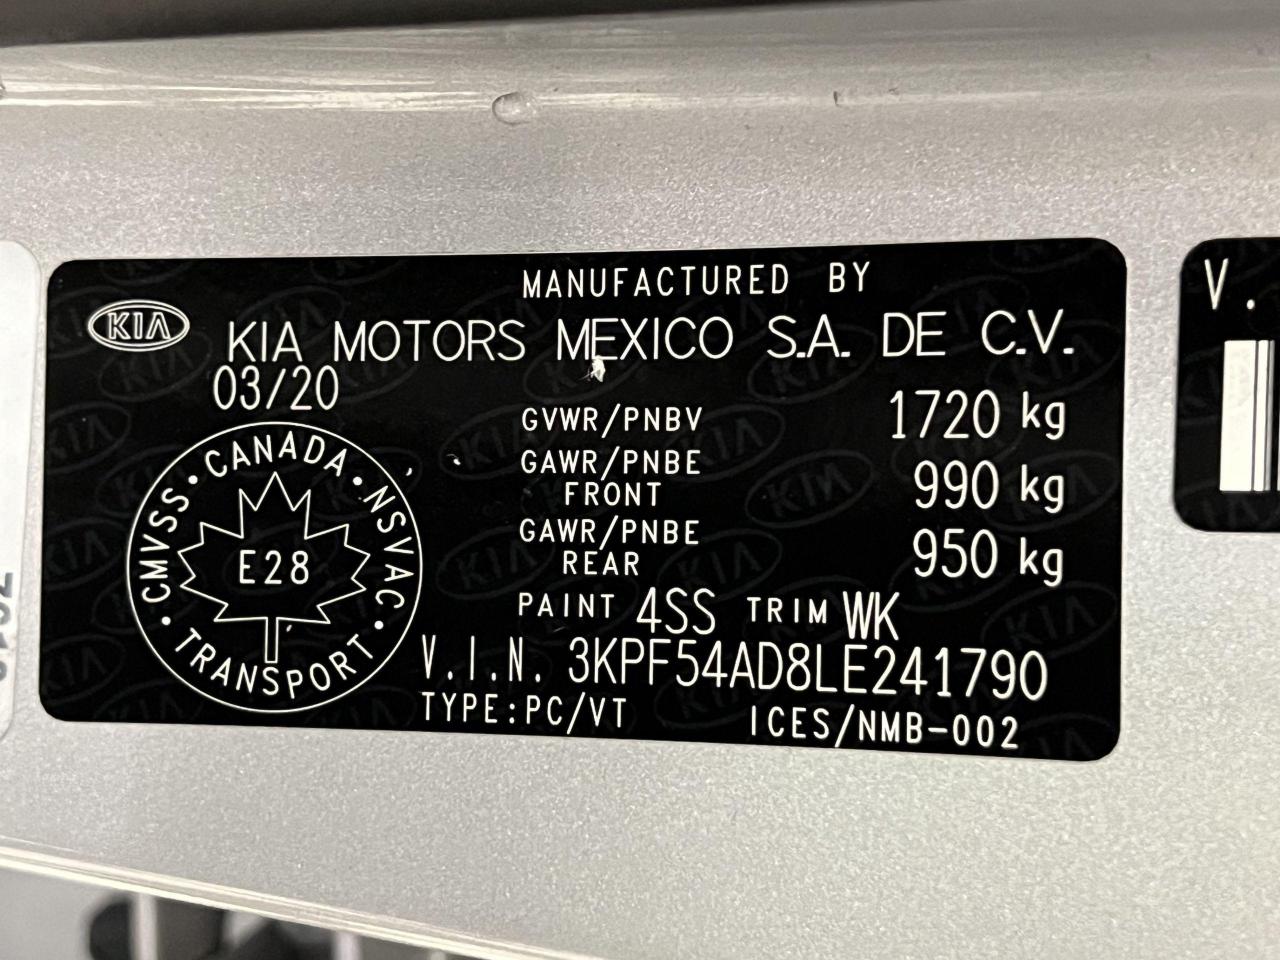 MANUFACTURED BY
KIA
KIA MOTORS MEXICO S.A. DE C.V.
03/20
GVWR/PNBV 1720 kg
GAWR/PNBE FRONT 990 kg
GAWR/PNBE REAR 950 kg
CMVSS • CANADA • NSVAC • TRANSPORT •
E28
PAINT 4SS TRIM WK
V.I.N. 3KPF54AD8LE241790
TYPE:PC/VT ICES/NMB-002
V.